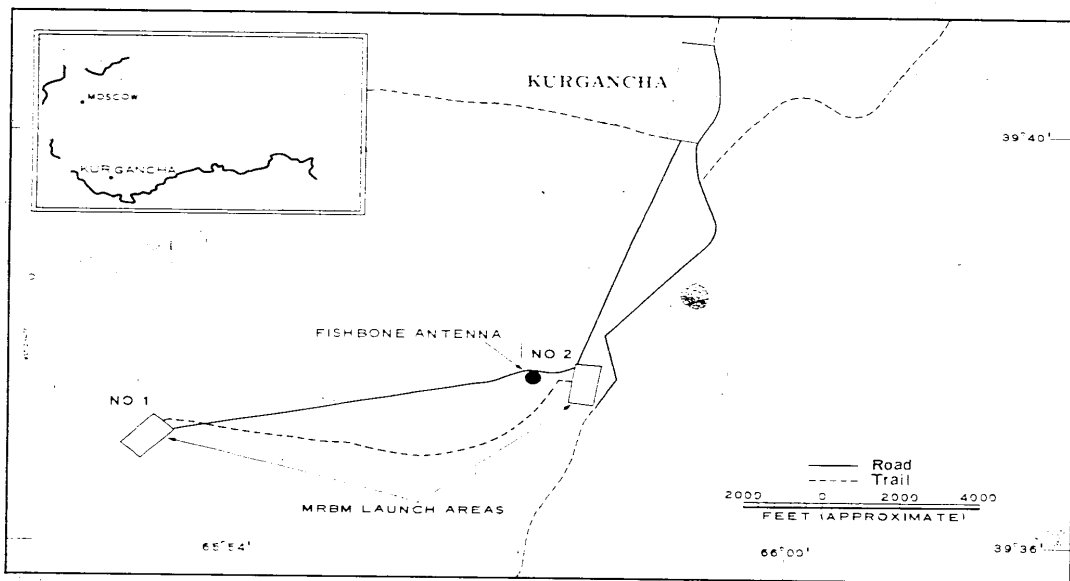 KURGANCHA
MOSCOW
39°40'
KURGANCHA
FISHBONE ANTENNA
NO 2
NO 1
Road
Trail
MRBM LAUNCH AREAS
2000 0 2000 4000
FEET (APPROXIMATE)
65°54'
66°00'
39°36'